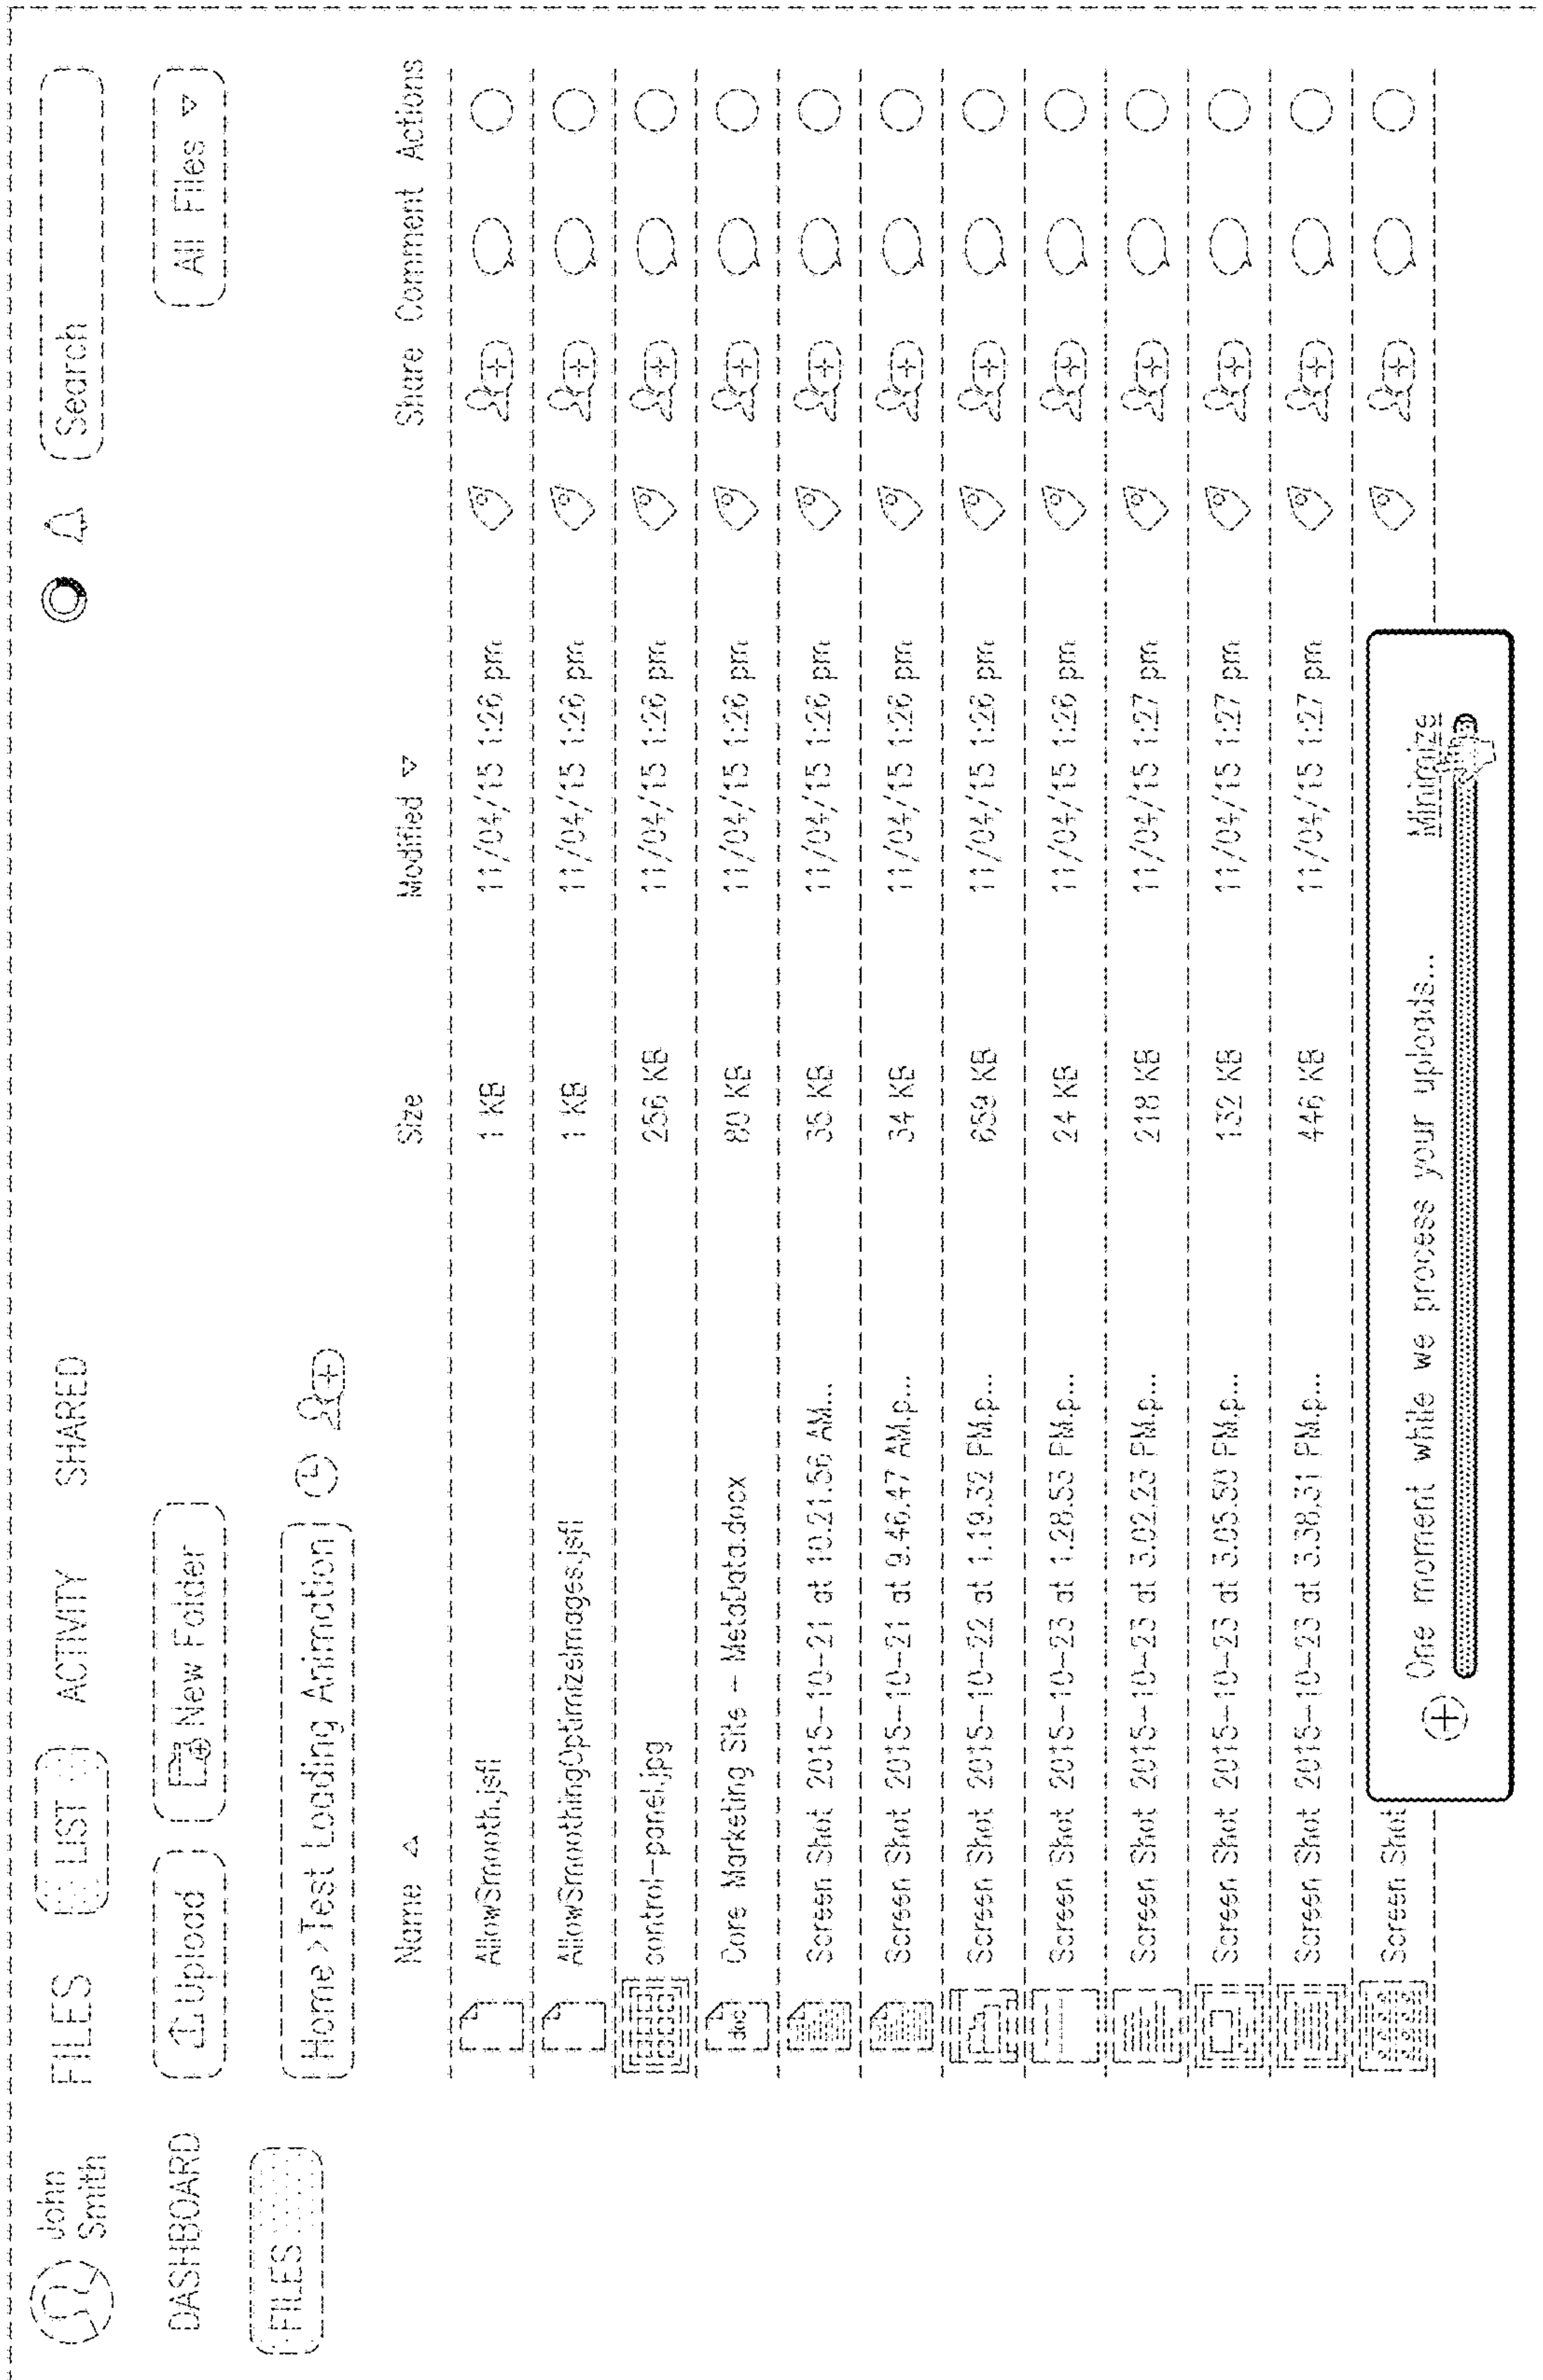 John Smith FILES LIST ACTIVITY SHARED Search
DASHBOARD Upload New Folder All Files
FILES Home > Test Loading Animation
Name Size Modified Share Comment Actions
AllowSmooth.jsfl 1 KB 11/04/15 1:26 pm
AllowSmoothingOptimizeImages.jsfl 1 KB 11/04/15 1:26 pm
control-panel.jpg 256 KB 11/04/15 1:26 pm
doc Core Marketing Site -- MetaData.docx 80 KB 11/04/15 1:26 pm
Screen Shot 2015-10-21 at 10.21.56 AM... 35 KB 11/04/15 1:26 pm
Screen Shot 2015-10-21 at 9.46.47 AM.p... 34 KB 11/04/15 1:26 pm
Screen Shot 2015-10-22 at 1.19.32 PM.p... 659 KB 11/04/15 1:26 pm
Screen Shot 2015-10-23 at 1.28.53 PM.p... 24 KB 11/04/15 1:26 pm
Screen Shot 2015-10-23 at 3.02.23 PM.p... 218 KB 11/04/15 1:27 pm
Screen Shot 2015-10-23 at 3.05.50 PM.p... 132 KB 11/04/15 1:27 pm
Screen Shot 2015-10-23 at 3.38.31 PM.p... 446 KB 11/04/15 1:27 pm
Screen Shot
One moment while we process your uploads... Minimize